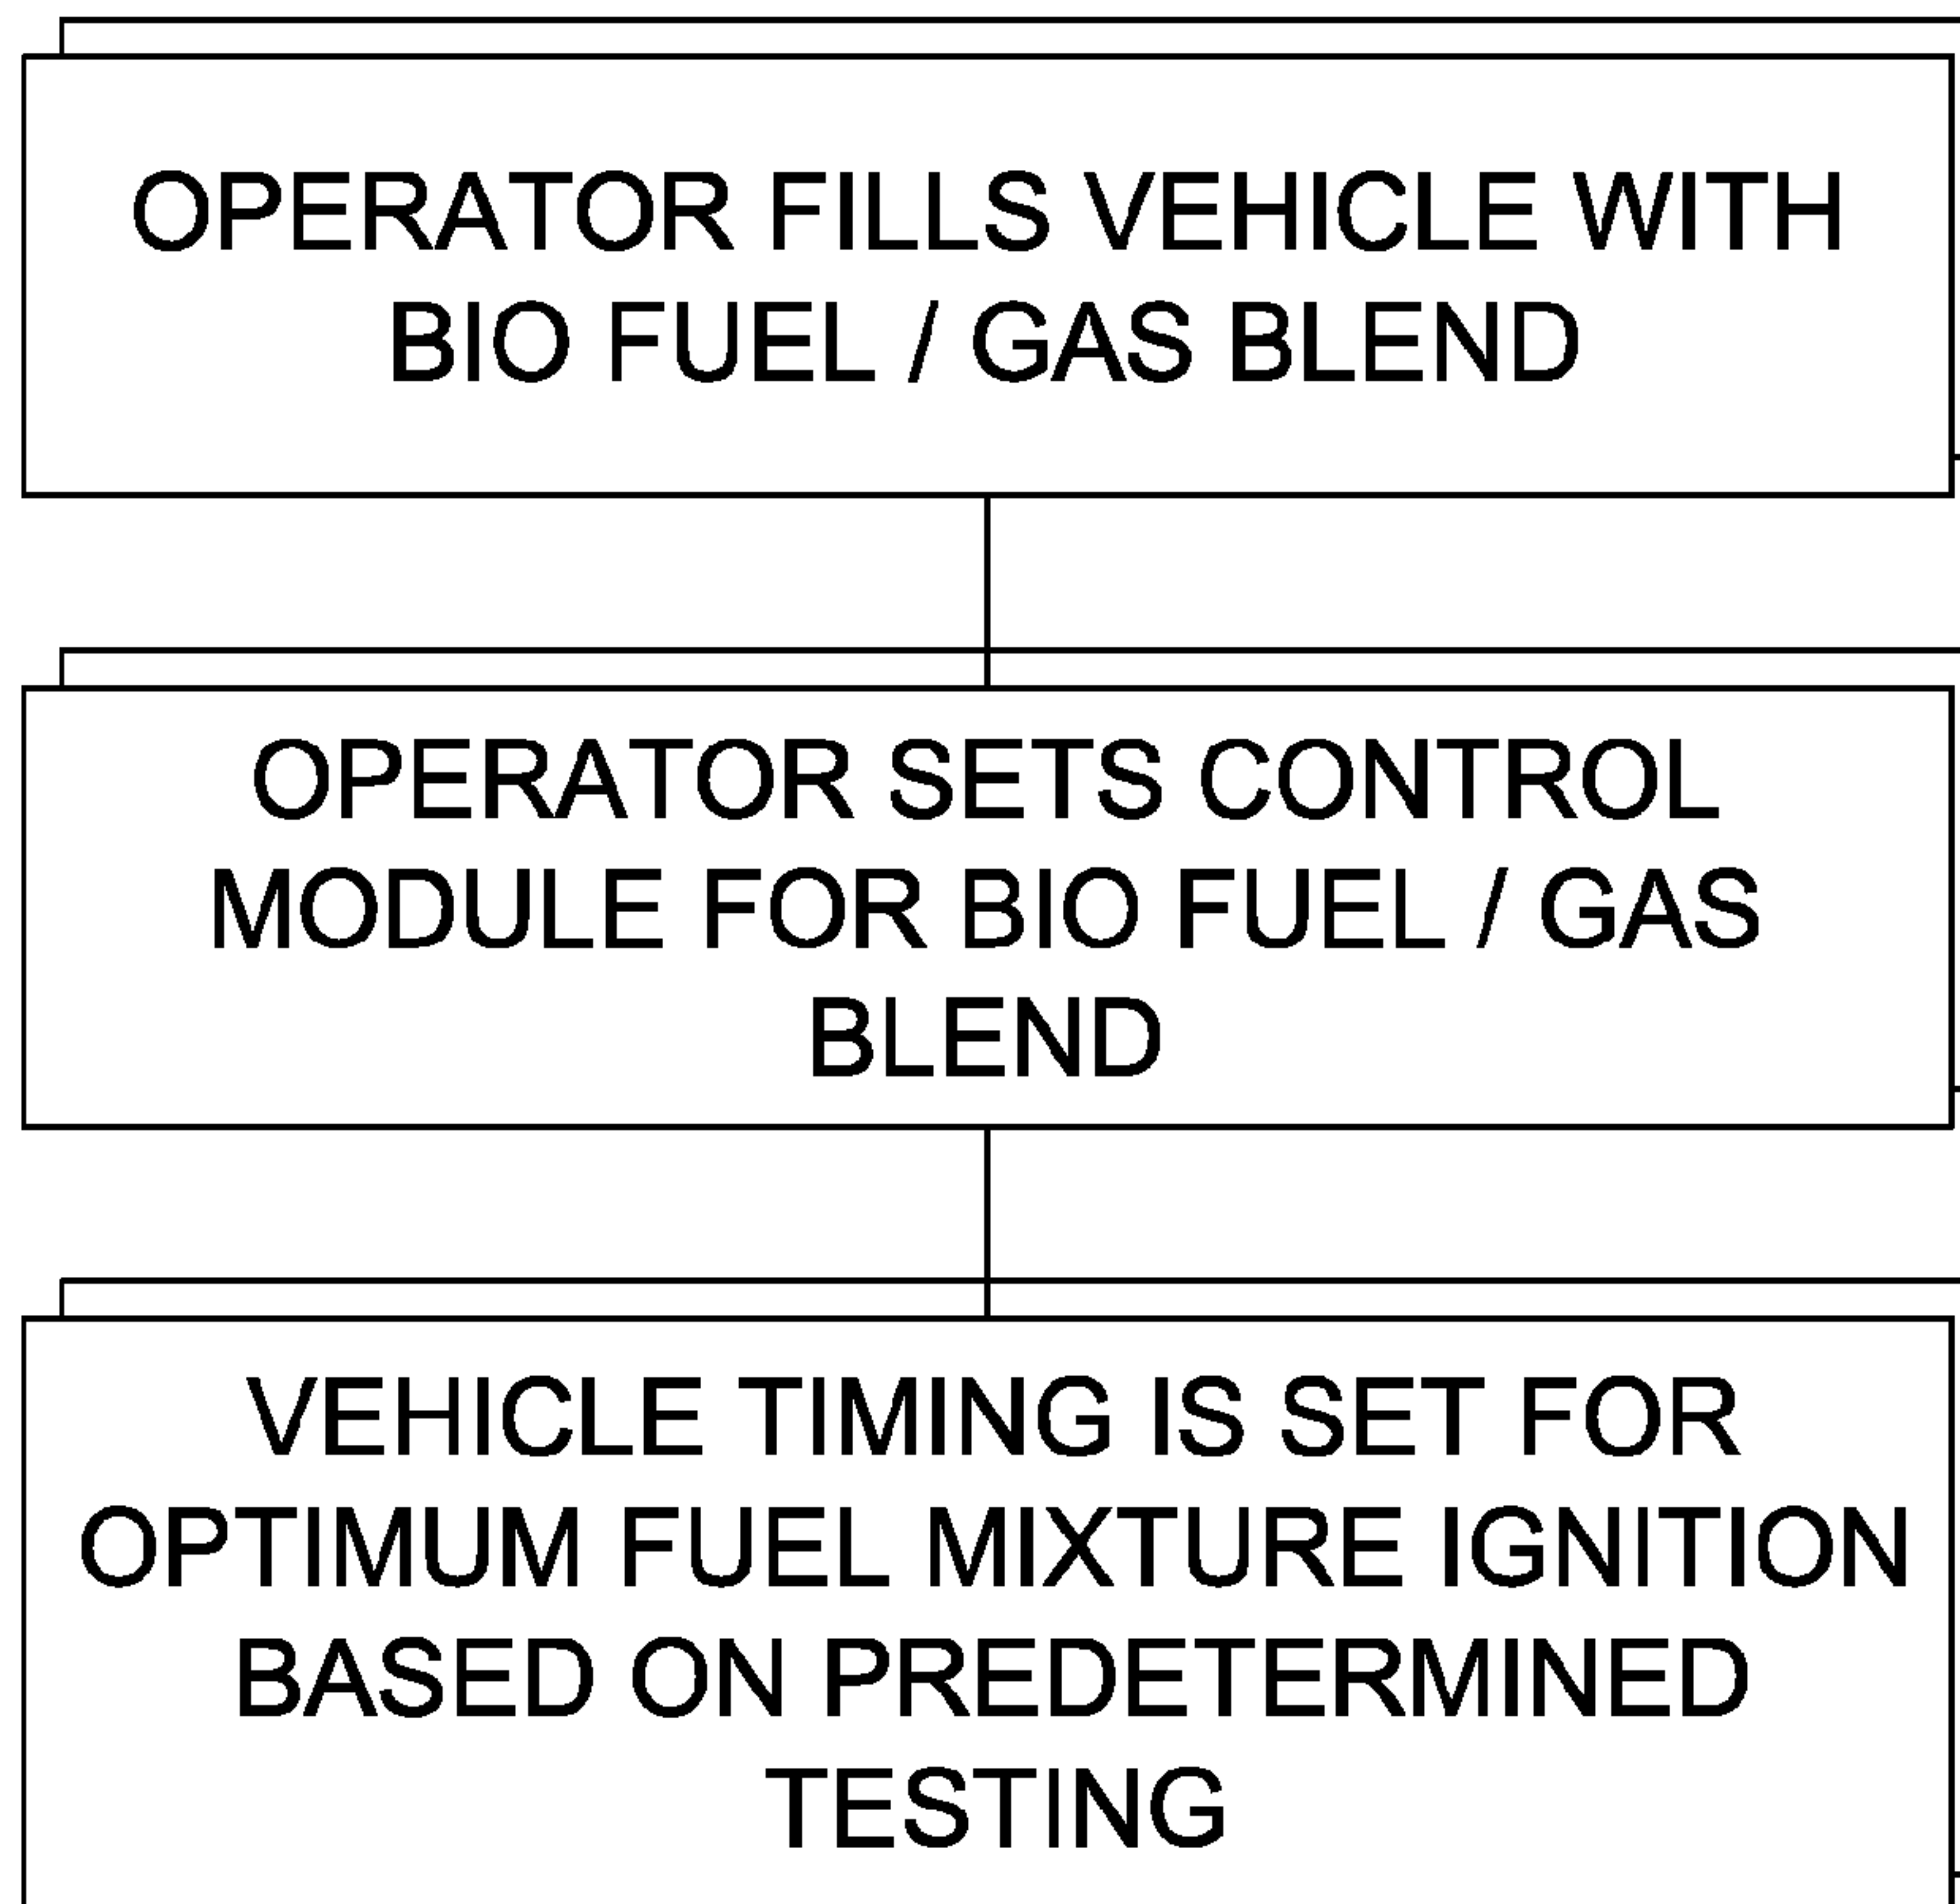 OPERATOR FILLS VEHICLE WITH
BIO FUEL / GAS BLEND
OPERATOR SETS CONTROL
MODULE FOR BIO FUEL / GAS
BLEND
VEHICLE TIMING IS SET FOR
OPTIMUM FUEL MIXTURE IGNITION
BASED ON PREDETERMINED
TESTING